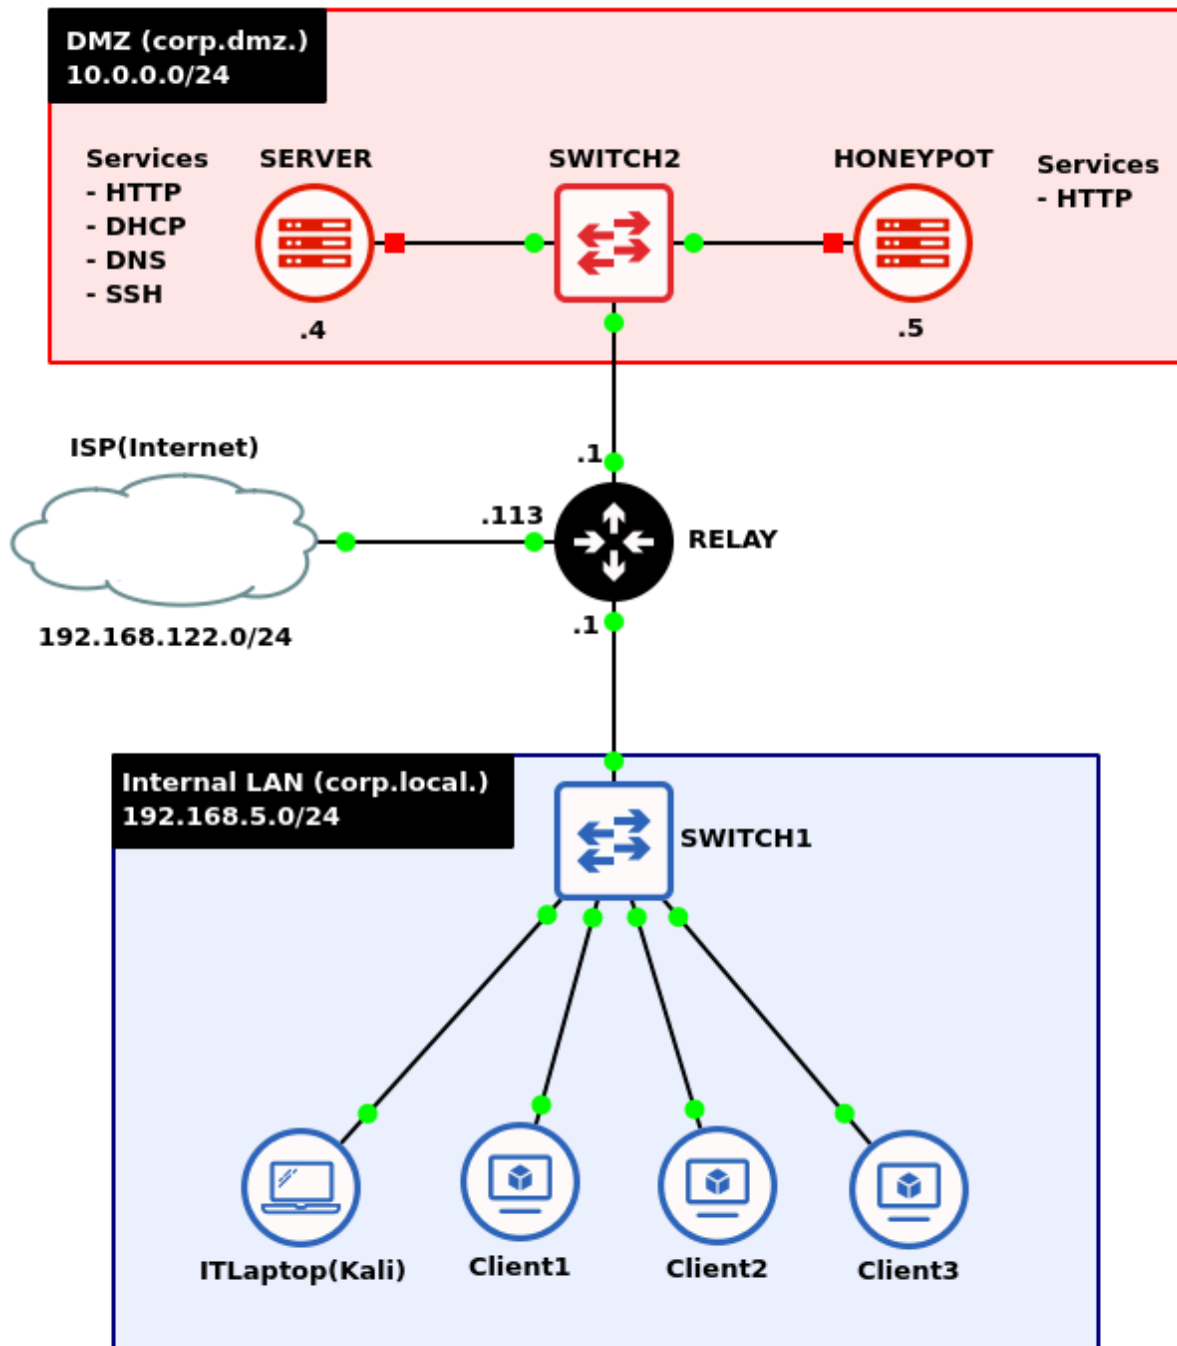 DMZ (corp.dmz.)
10.0.0.0/24
Services
- HTTP
- DHCP
- DNS
- SSH
SERVER
.4
SWITCH2
HONEYPOT
.5
Services
- HTTP
ISP(Internet)
192.168.122.0/24
.1
.113
RELAY
.1
Internal LAN (corp.local.)
192.168.5.0/24
SWITCH1
ITLaptop(Kali)
Client1
Client2
Client3